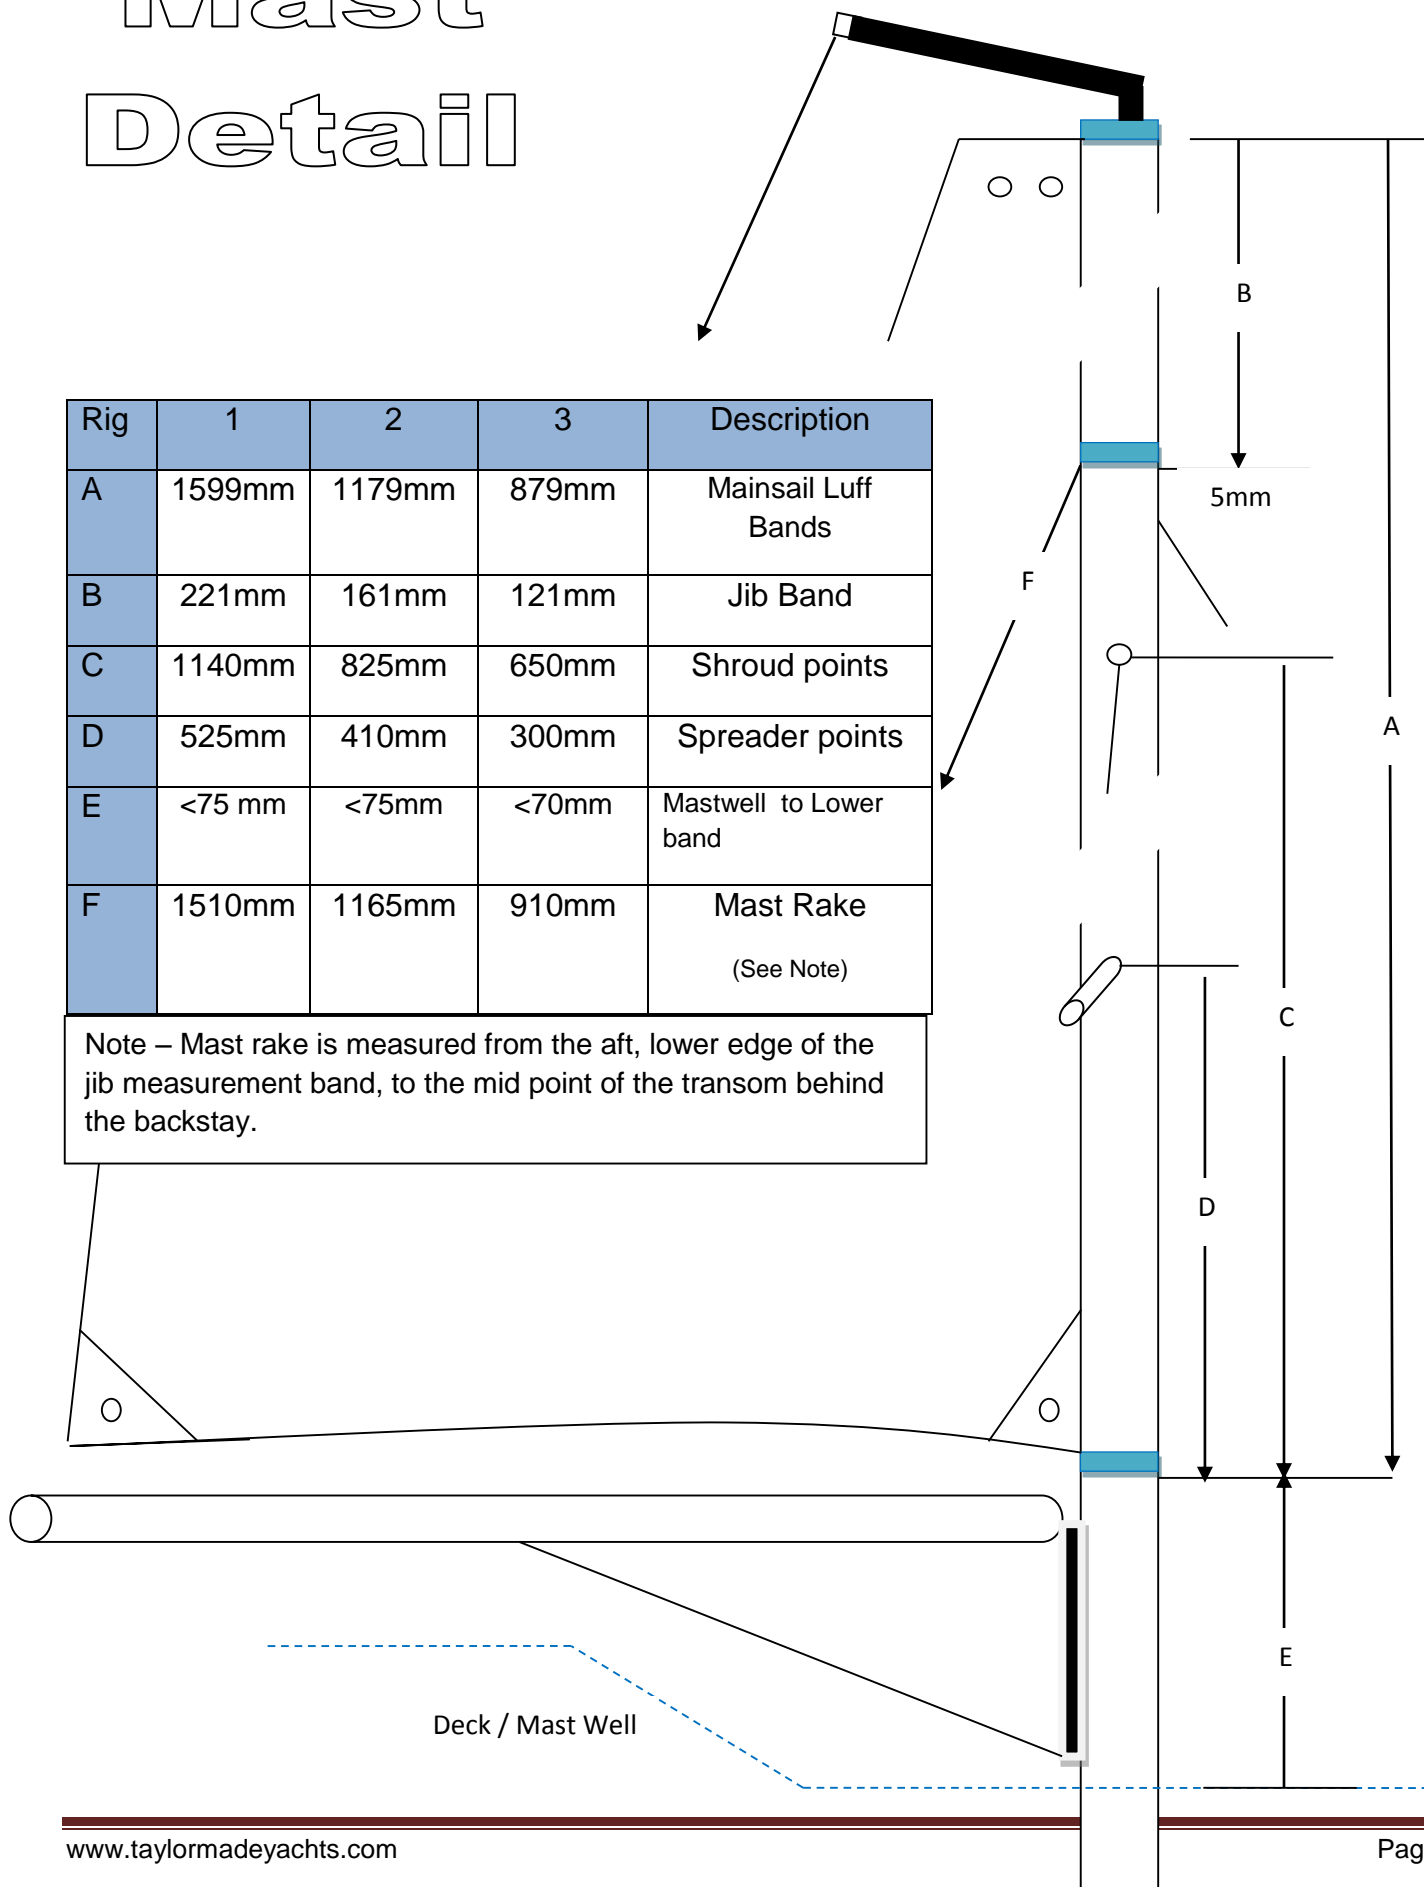 Mast
Detail
B
5mm
F
A
Rig 1 2 3 Description
A 1599mm 1179mm 879mm Mainsail Luff
Bands
B 221mm 161mm 121mm Jib Band
C 1140mm 825mm 650mm Shroud points
D 525mm 410mm 300mm Spreader points
E <75 mm <75mm <70mm Mastwell to Lower
band
F 1510mm 1165mm 910mm Mast Rake
(See Note)
Note – Mast rake is measured from the aft, lower edge of the
jib measurement band, to the mid point of the transom behind
the backstay.
C
D
E
Deck / Mast Well
www.taylormadeyachts.com
Pag